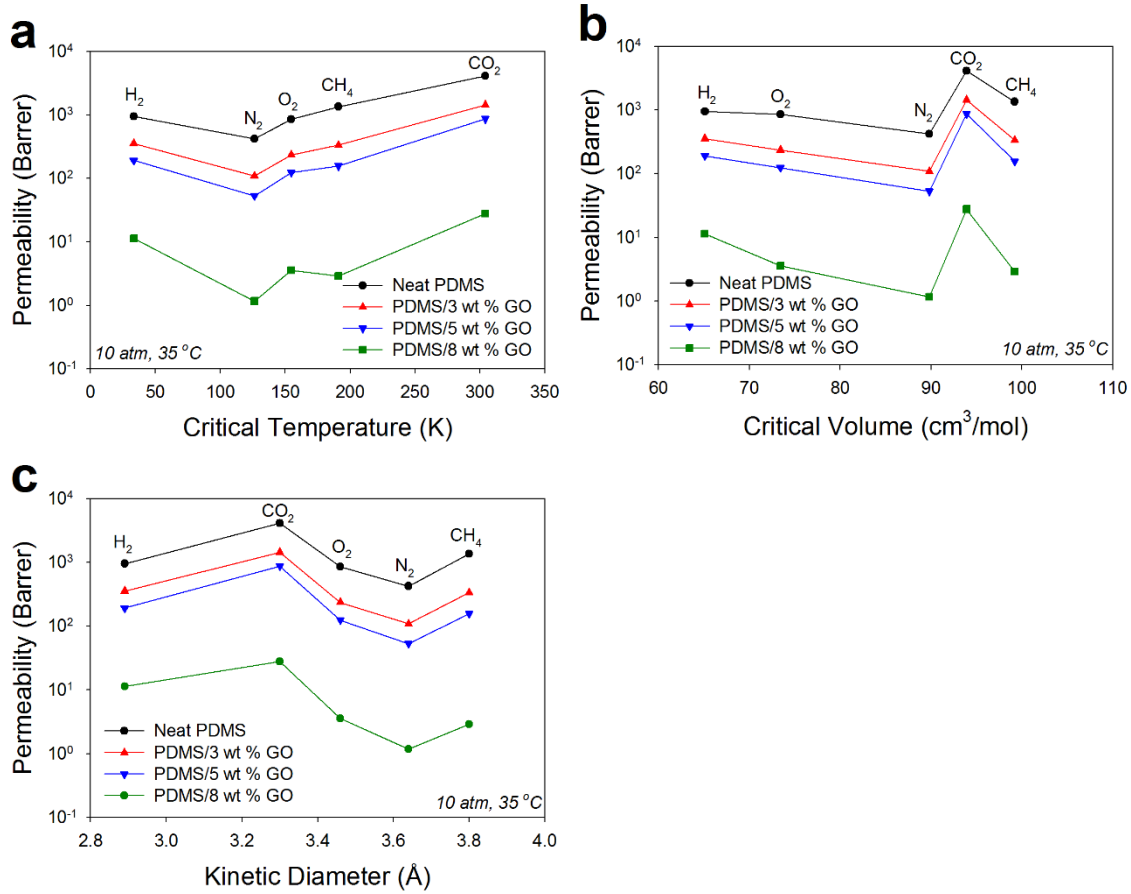 a
10⁴
10³
10²
10¹
10⁰
10⁻¹
Permeability (Barrer)
H₂
N₂
O₂
CH₄
CO₂
Neat PDMS
PDMS/3 wt % GO
PDMS/5 wt % GO
PDMS/8 wt % GO
10 atm, 35 °C
0 50 100 150 200 250 300 350
Critical Temperature (K)
b
10⁴
10³
10²
10¹
10⁰
10⁻¹
Permeability (Barrer)
H₂
O₂
N₂
CO₂
CH₄
Neat PDMS
PDMS/3 wt % GO
PDMS/5 wt % GO
PDMS/8 wt % GO
10 atm, 35 °C
60 70 80 90 100 110
Critical Volume (cm³/mol)
c
10⁴
10³
10²
10¹
10⁰
10⁻¹
Permeability (Barrer)
H₂
CO₂
O₂
N₂
CH₄
Neat PDMS
PDMS/3 wt % GO
PDMS/5 wt % GO
PDMS/8 wt % GO
10 atm, 35 °C
2.8 3.0 3.2 3.4 3.6 3.8 4.0
Kinetic Diameter (Å)